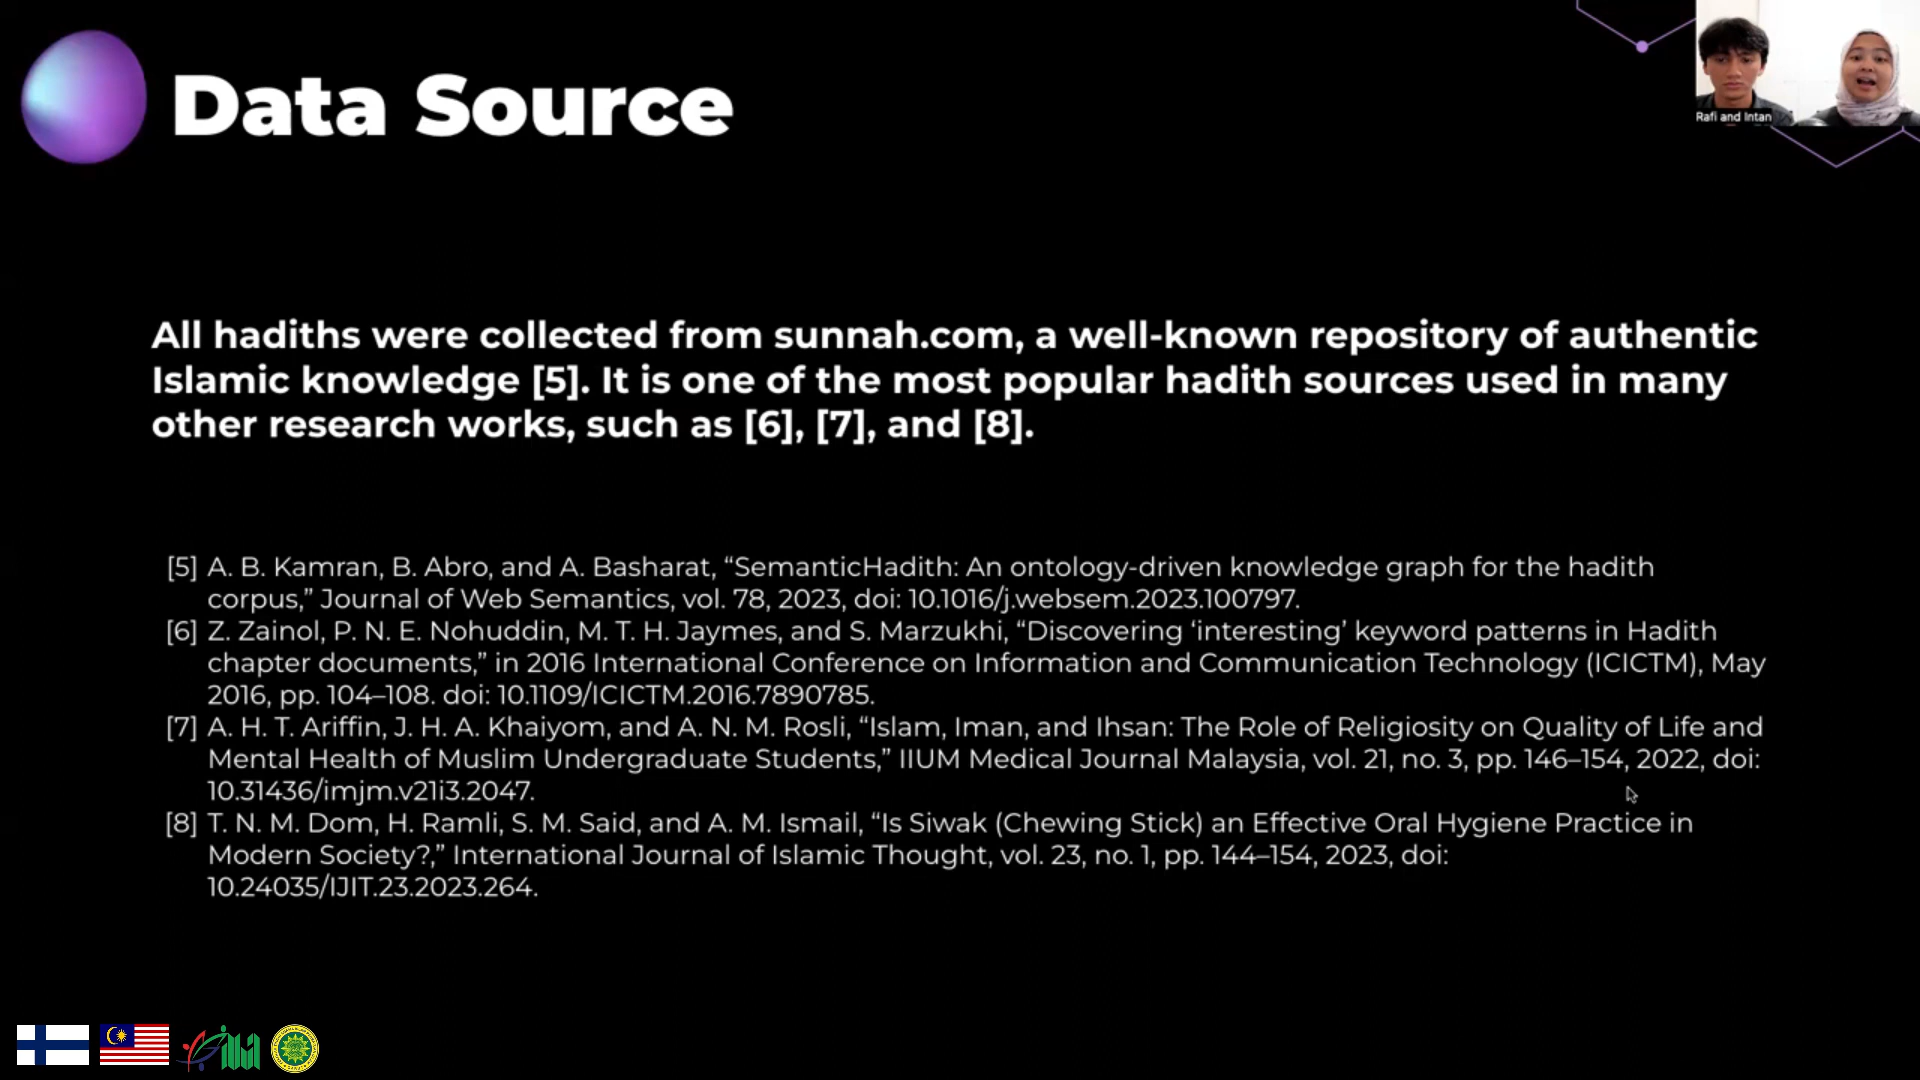 Data Source
Rafi and Intan
All hadiths were collected from sunnah.com, a well-known repository of authentic
Islamic knowledge [5]. It is one of the most popular hadith sources used in many
other research works, such as [6], [7], and [8].
[5] A. B. Kamran, B. Abro, and A. Basharat, “SemanticHadith: An ontology-driven knowledge graph for the hadith
corpus,” Journal of Web Semantics, vol. 78, 2023, doi: 10.1016/j.websem.2023.100797.
[6] Z. Zainol, P. N. E. Nohuddin, M. T. H. Jaymes, and S. Marzukhi, “Discovering ‘interesting’ keyword patterns in Hadith
chapter documents,” in 2016 International Conference on Information and Communication Technology (ICICTM), May
2016, pp. 104–108. doi: 10.1109/ICICTM.2016.7890785.
[7] A. H. T. Ariffin, J. H. A. Khaiyom, and A. N. M. Rosli, “Islam, Iman, and Ihsan: The Role of Religiosity on Quality of Life and
Mental Health of Muslim Undergraduate Students,” IIUM Medical Journal Malaysia, vol. 21, no. 3, pp. 146–154, 2022, doi:
10.31436/imjm.v21i3.2047.
[8] T. N. M. Dom, H. Ramli, S. M. Said, and A. M. Ismail, “Is Siwak (Chewing Stick) an Effective Oral Hygiene Practice in
Modern Society?,” International Journal of Islamic Thought, vol. 23, no. 1, pp. 144–154, 2023, doi:
10.24035/IJIT.23.2023.264.